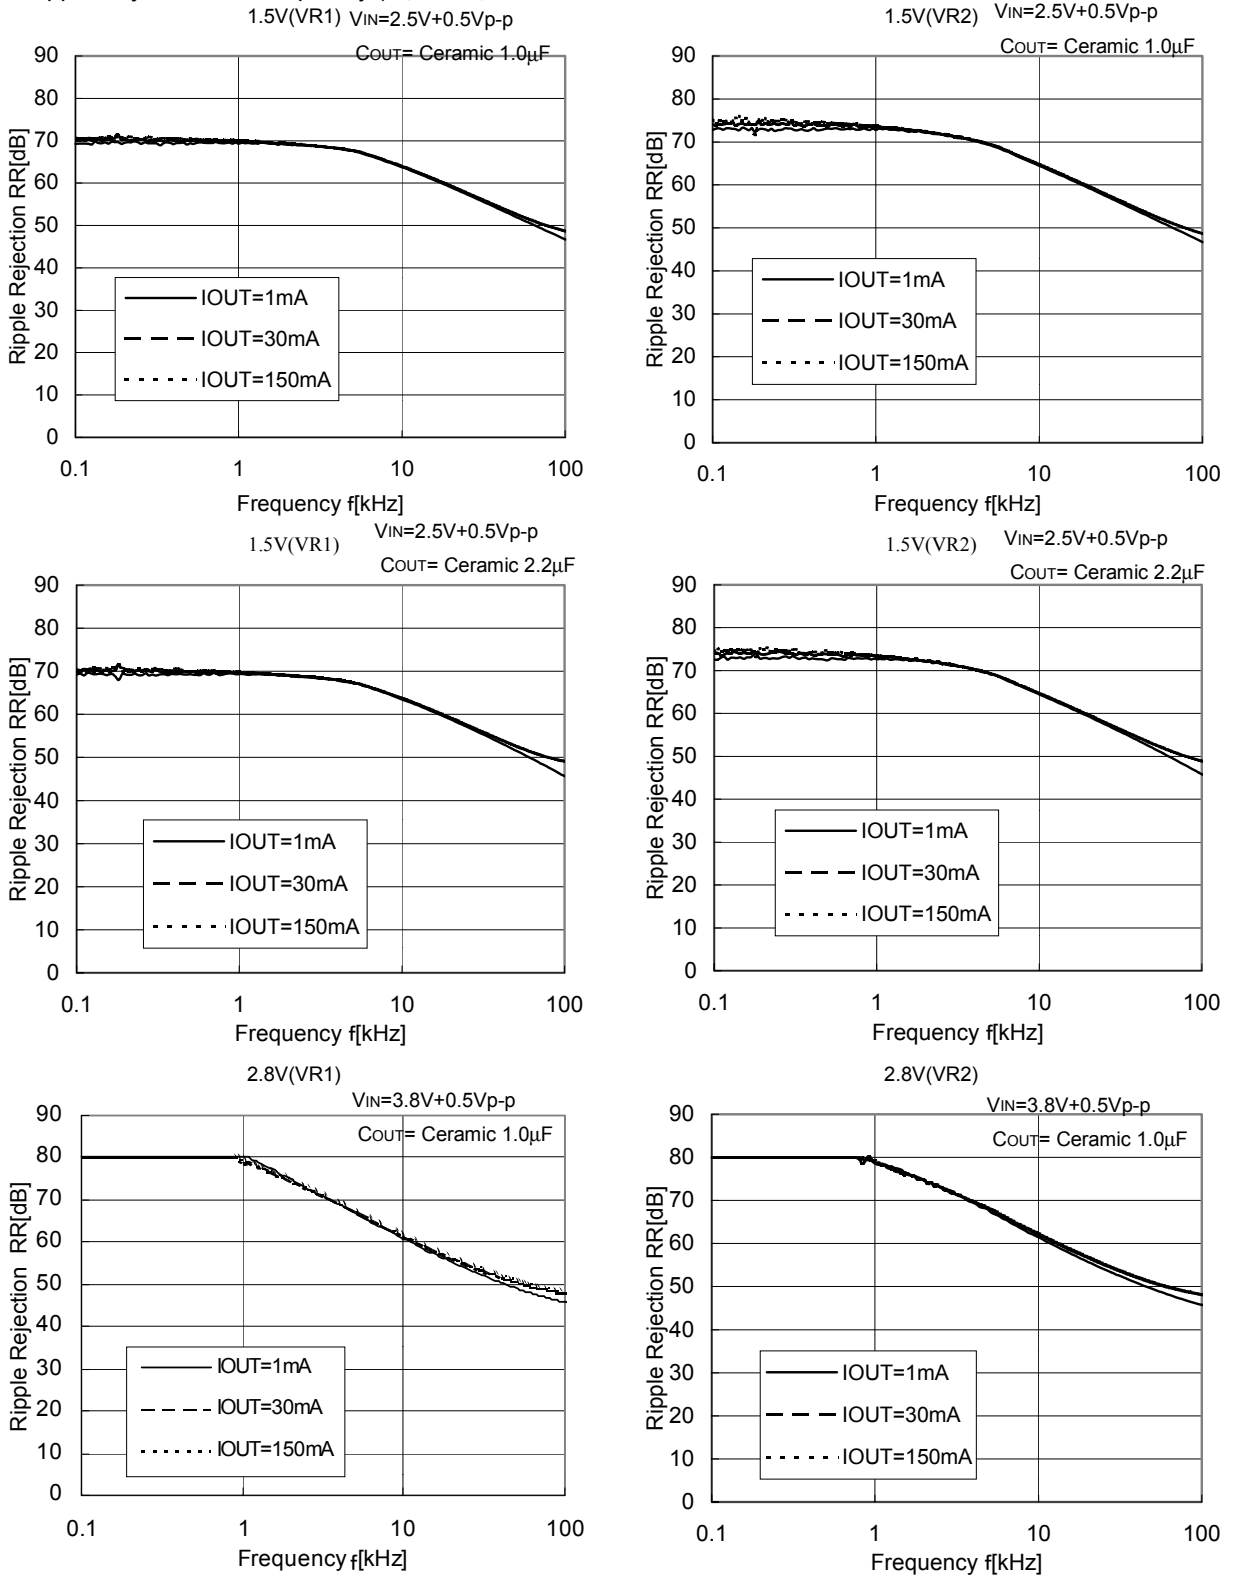 1.5V(VR1) VIN=2.5V+0.5Vp-p
COUT= Ceramic 1.0μF
90
80
70
60
50
40
30
20
10
0
Ripple Rejection RR[dB]
IOUT=1mA
IOUT=30mA
IOUT=150mA
0.1 1 10 100
Frequency f[kHz]
1.5V(VR2) VIN=2.5V+0.5Vp-p
COUT= Ceramic 1.0μF
90
80
70
60
50
40
30
20
10
0
Ripple Rejection RR[dB]
IOUT=1mA
IOUT=30mA
IOUT=150mA
0.1 1 10 100
Frequency f[kHz]
1.5V(VR1) VIN=2.5V+0.5Vp-p
COUT= Ceramic 2.2μF
90
80
70
60
50
40
30
20
10
0
Ripple Rejection RR[dB]
IOUT=1mA
IOUT=30mA
IOUT=150mA
0.1 1 10 100
Frequency f[kHz]
1.5V(VR2) VIN=2.5V+0.5Vp-p
COUT= Ceramic 2.2μF
90
80
70
60
50
40
30
20
10
0
Ripple Rejection RR[dB]
IOUT=1mA
IOUT=30mA
IOUT=150mA
0.1 1 10 100
Frequency f[kHz]
2.8V(VR1)
VIN=3.8V+0.5Vp-p
COUT= Ceramic 1.0μF
90
80
70
60
50
40
30
20
10
0
Ripple Rejection RR[dB]
IOUT=1mA
IOUT=30mA
IOUT=150mA
0.1 1 10 100
Frequency f[kHz]
2.8V(VR2)
VIN=3.8V+0.5Vp-p
COUT= Ceramic 1.0μF
90
80
70
60
50
40
30
20
10
0
Ripple Rejection RR[dB]
IOUT=1mA
IOUT=30mA
IOUT=150mA
0.1 1 10 100
Frequency f[kHz]